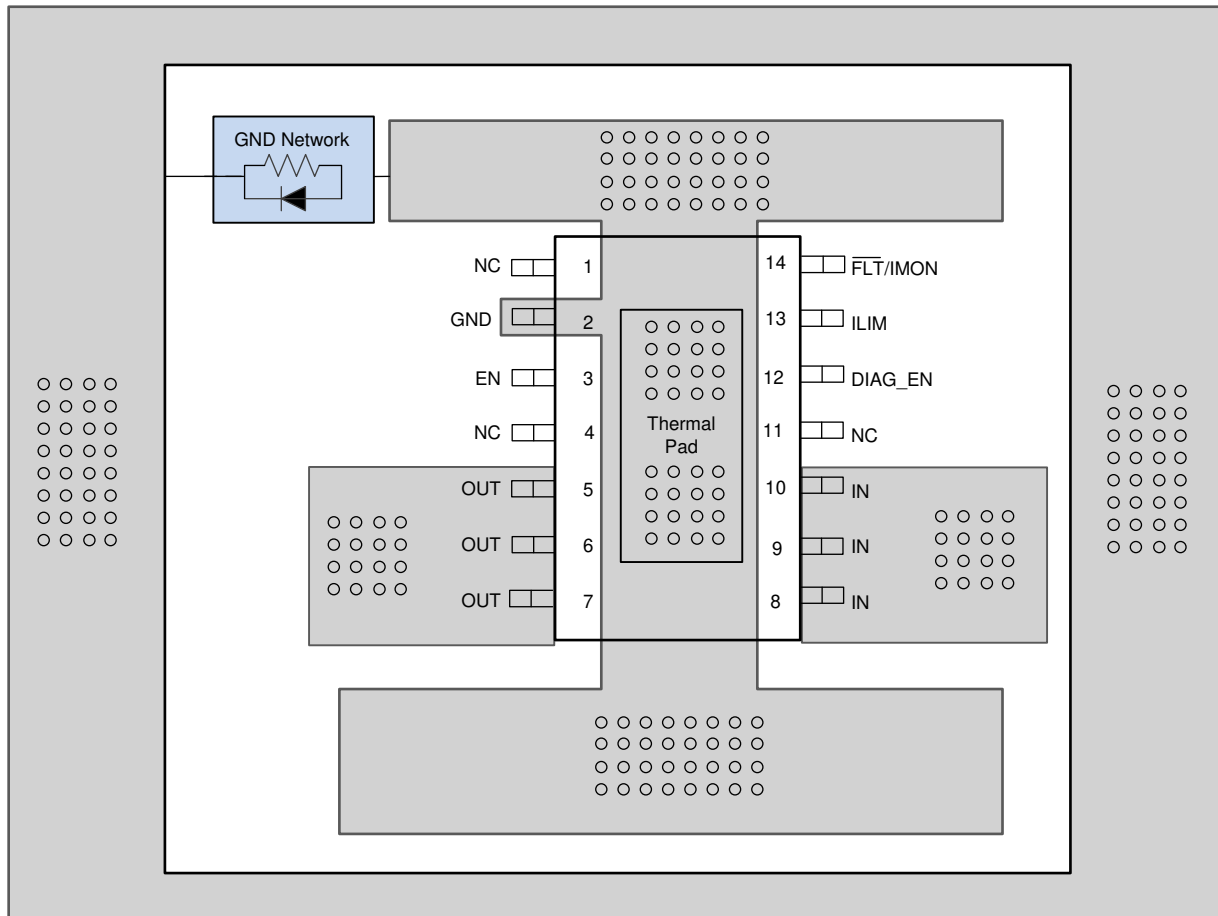 GND Network
NC 1 14 F̅L̅T̅/IMON
GND 2 13 ILIM
EN 3 12 DIAG_EN
NC 4 11 NC
Thermal
Pad
OUT 5 10 IN
OUT 6 9 IN
OUT 7 8 IN